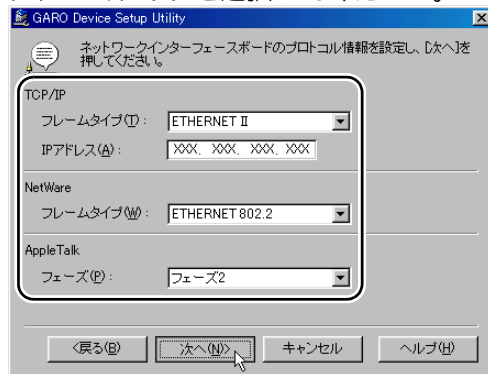 GARO Device Setup Utility
ネットワークインターフェースボードのプロトコル情報を設定し、[次へ]を
押してください。
TCP/IP
フレームタイプ(T):
ETHERNET II
IPアドレス(A):
XXX. XXX. XXX. XXX
NetWare
フレームタイプ(W):
ETHERNET 802.2
AppleTalk
フェーズ(P):
フェーズ2
<戻る(B)
次へ(N)>
キャンセル
ヘルプ(H)